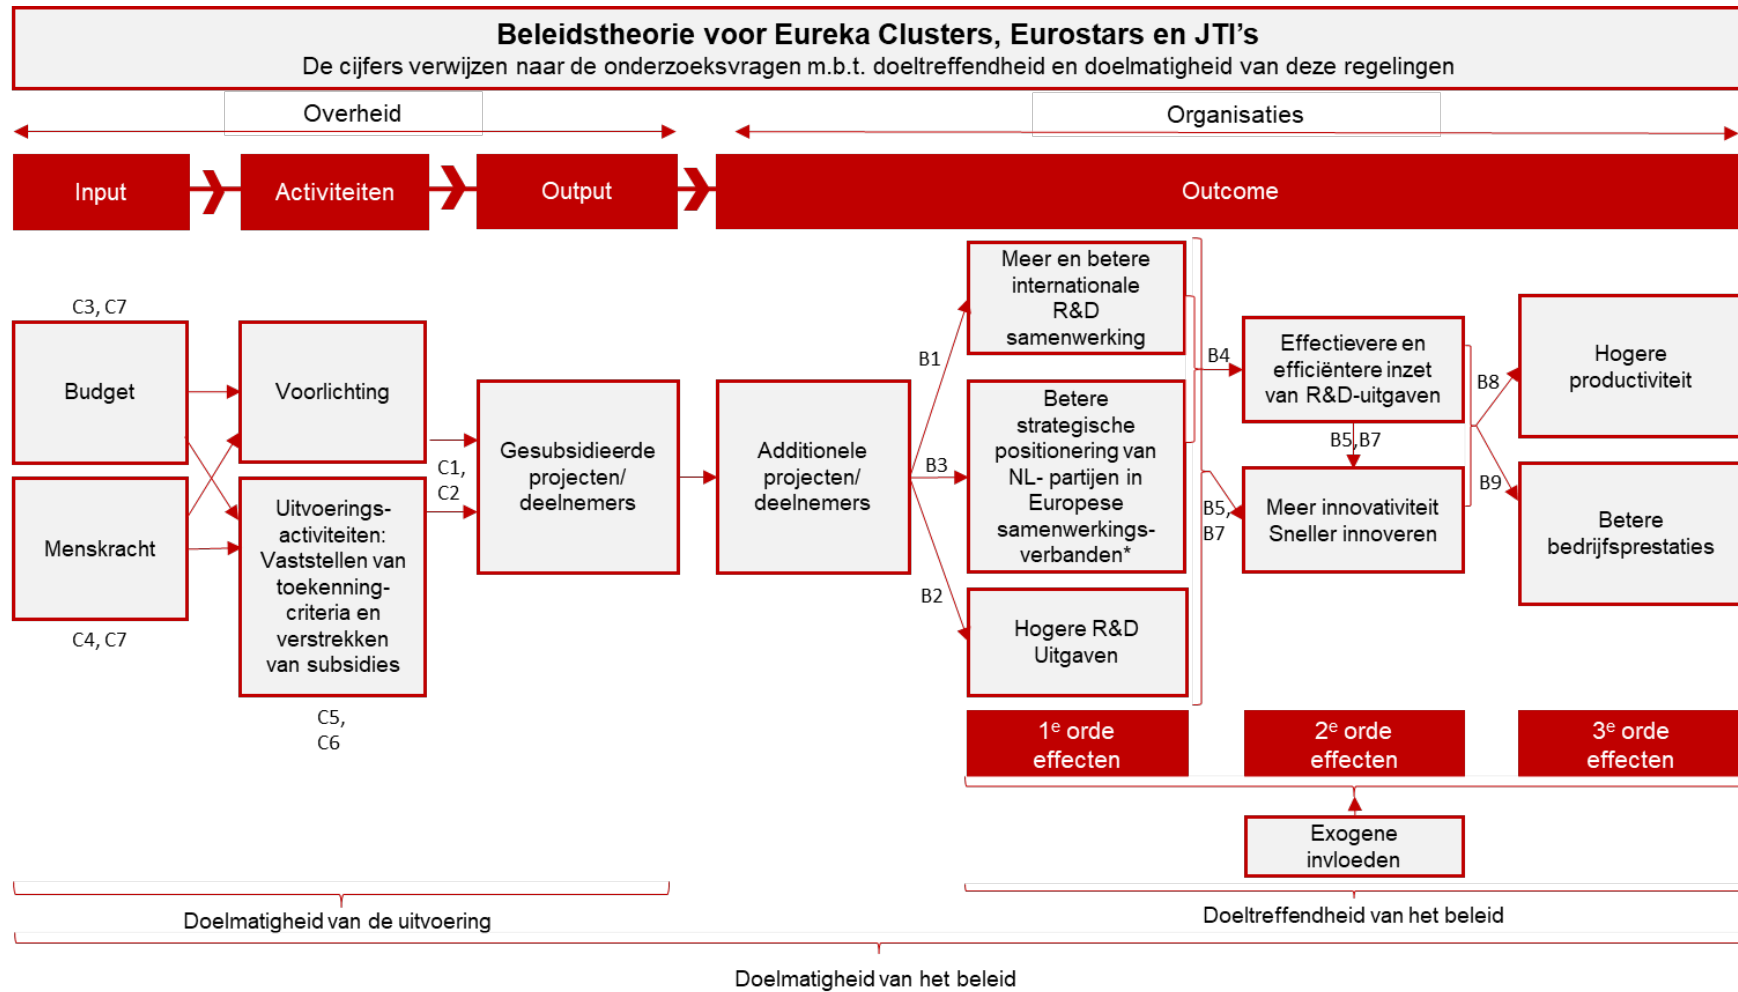 Beleidstheorie voor Eureka Clusters, Eurostars en JTI's
De cijfers verwijzen naar de onderzoeksvragen m.b.t. doeltreffendheid en doelmatigheid van deze regelingen
Overheid
Organisaties
Input
Activiteiten
Output
Outcome
C3, C7
Budget
Menskracht
C4, C7
Voorlichting
Uitvoerings-
activiteiten:
Vaststellen van
toekenning-
criteria en
verstrekken
van subsidies
C5,
C6
C1,
C2
Gesubsidieerde
projecten/
deelnemers
Additionele
projecten/
deelnemers
B1
B3
B2
Meer en betere
internationale
R&D
samenwerking
Betere
strategische
positionering van
NL- partijen in
Europese
samenwerkings-
verbanden*
Hogere R&D
Uitgaven
B4
B5,
B7
Effectievere en
efficiëntere inzet
van R&D-uitgaven
B5,B7
Meer innovativiteit
Sneller innoveren
B8
B9
Hogere
productiviteit
Betere
bedrijfsprestaties
1e orde
effecten
2e orde
effecten
3e orde
effecten
Exogene
invloeden
Doelmatigheid van de uitvoering
Doeltreffendheid van het beleid
Doelmatigheid van het beleid